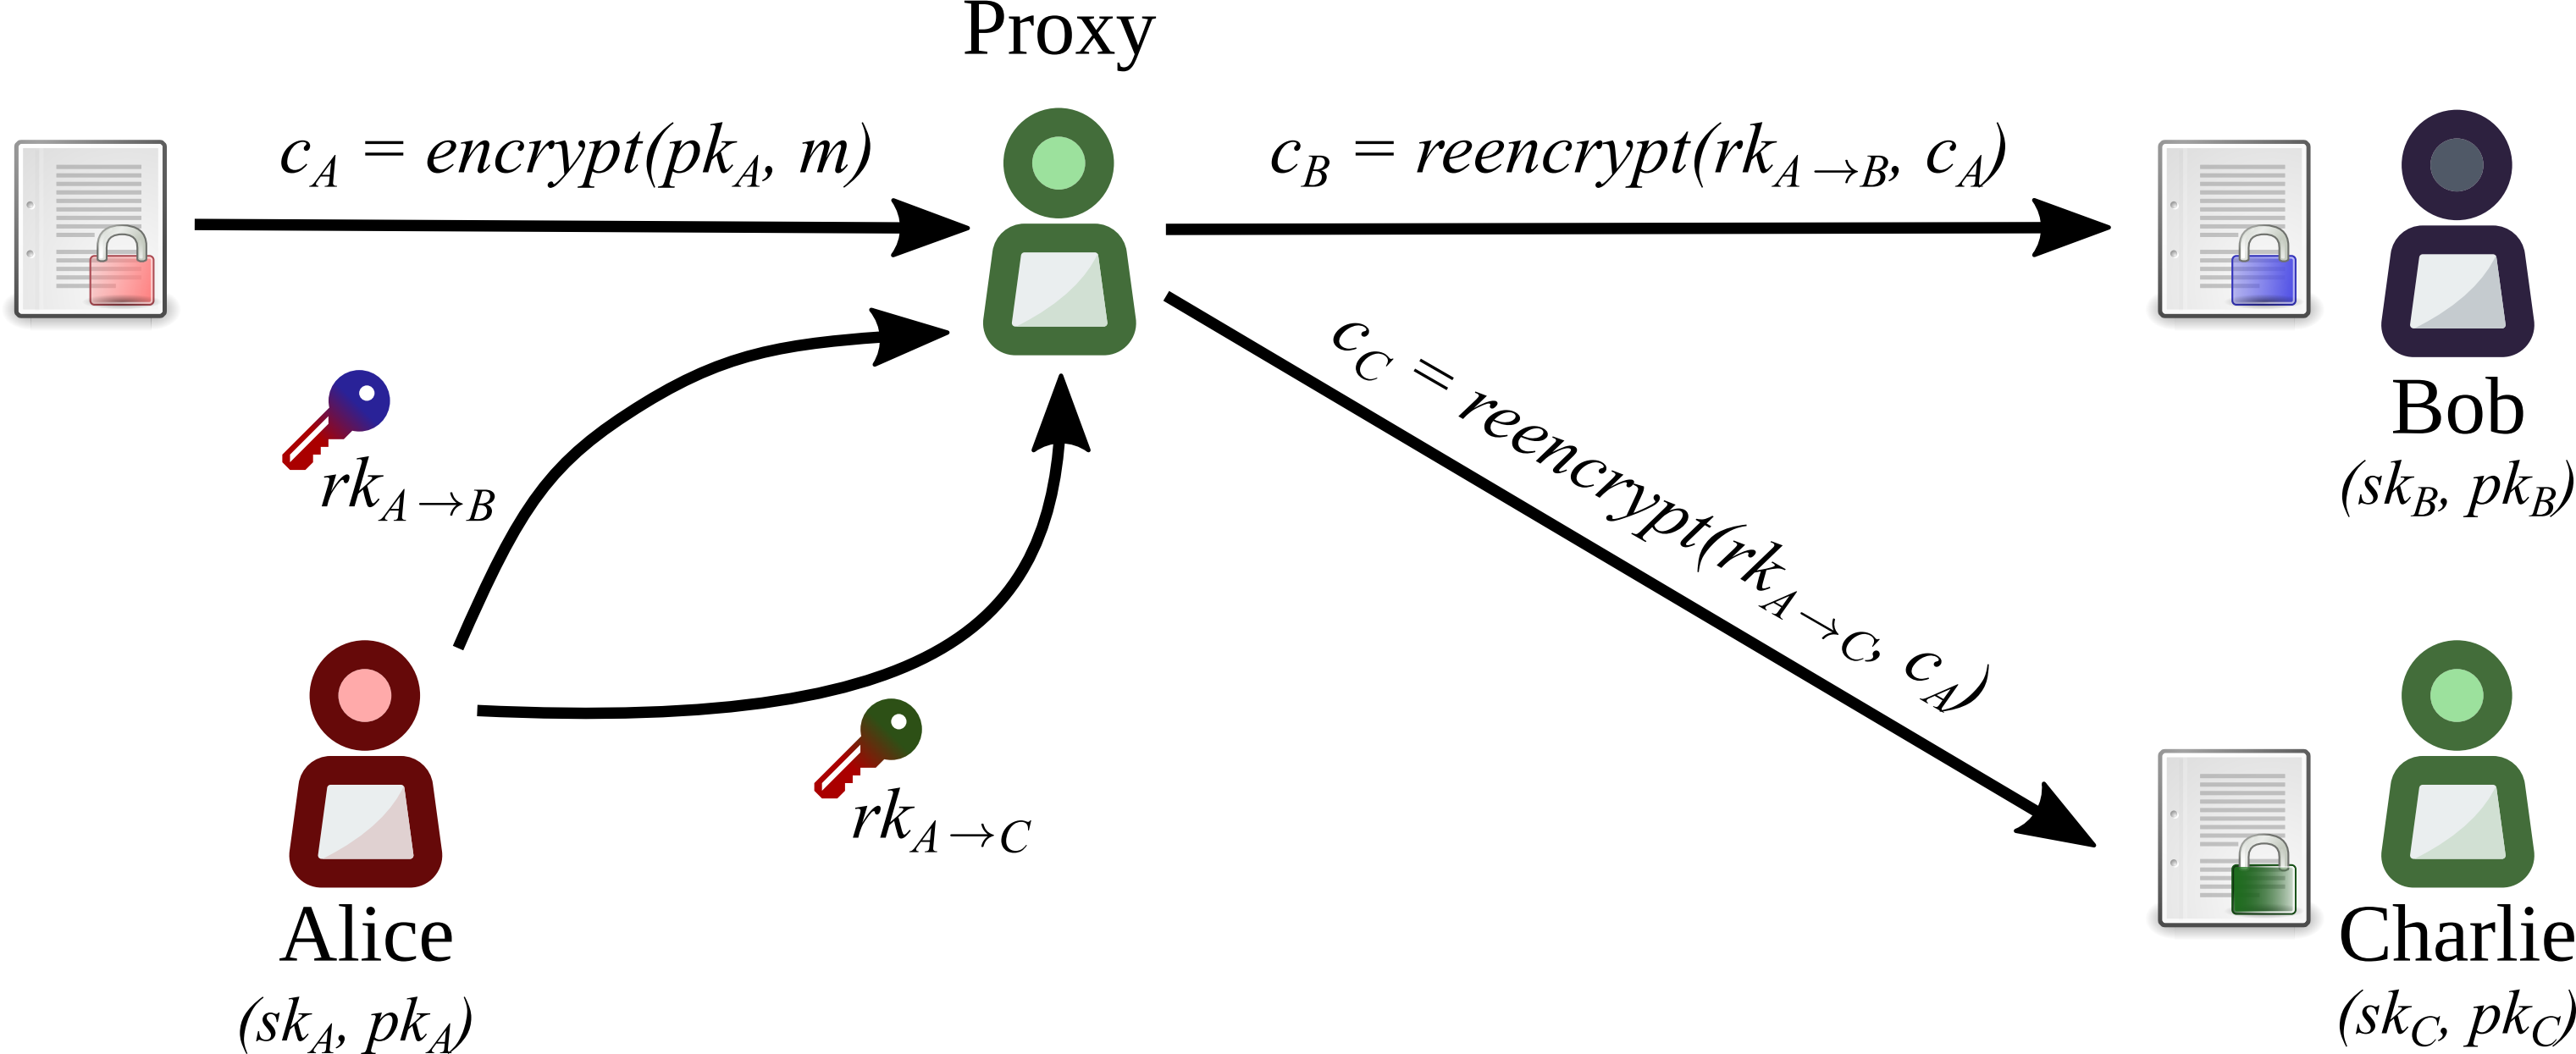 Proxy
c_A = encrypt(pk_A, m)
c_B = reencrypt(rk_{A→B}, c_A)
c_C = reencrypt(rk_{A→C}, c_A)
rk_{A→B}
rk_{A→C}
Bob
(sk_B, pk_B)
Alice
(sk_A, pk_A)
Charlie
(sk_C, pk_C)